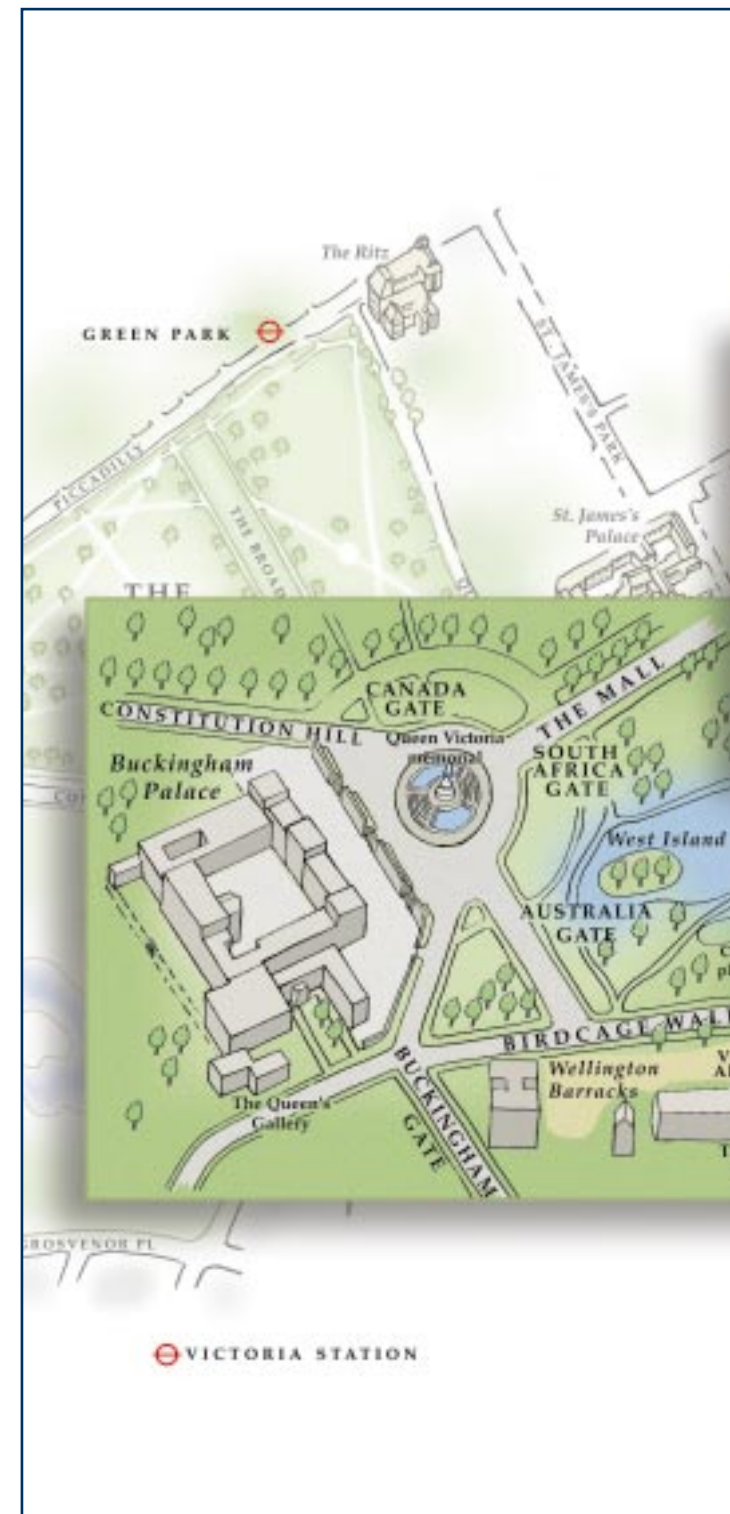 The Ritz
GREEN PARK
ST. JAMES'S PARK
PICCADILLY
THE BROAD
St. James's
Palace
THE
CANADA
GATE
CONSTITUTION HILL
THE MALL
Queen Victoria
memorial
SOUTH
AFRICA
GATE
Buckingham
Palace
West Island
AUSTRALIA
GATE
BIRDCAGE WALK
Wellington
Barracks
BUCKINGHAM
GATE
The Queen's
Gallery
GROSVENOR PL
VICTORIA STATION